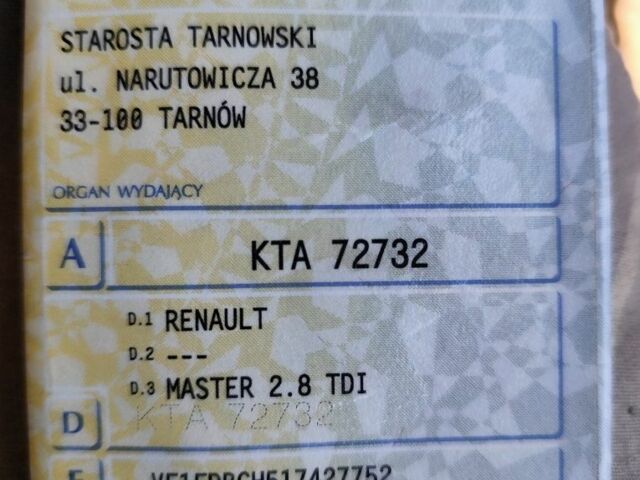 STAROSTA TARNOWSKI
ul. NARUTOWICZA 38
33-100 TARNÓW
ORGAN WYDAJĄCY
A KTA 72732
D.1 RENAULT
D.2 ---
D.3 MASTER 2.8 TDI
D KTA 72732